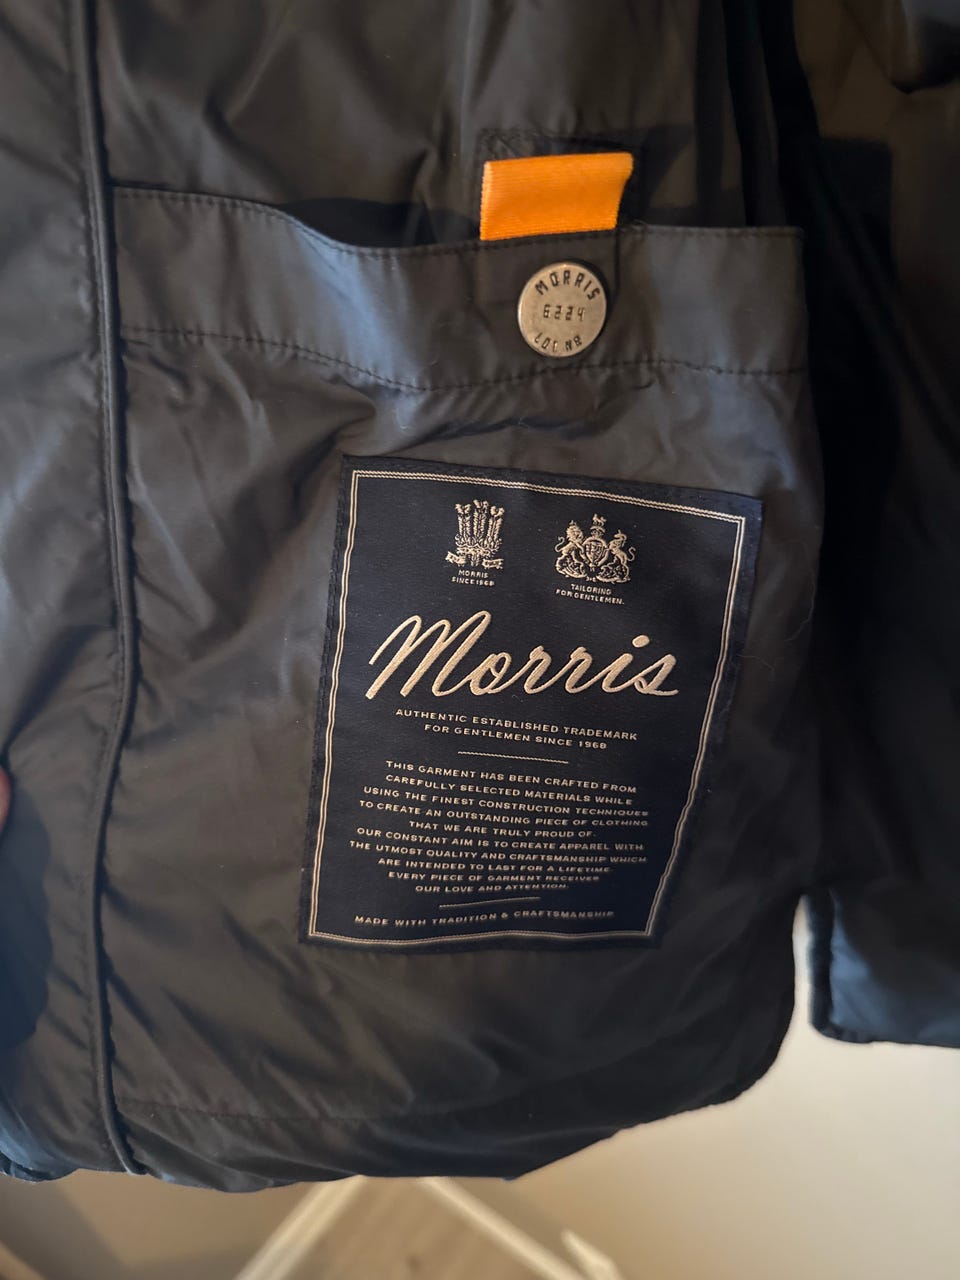 MORRIS
6224
LOT NR
MORRIS
SINCE 1968
TAILORING
FOR GENTLEMEN.
Morris
AUTHENTIC ESTABLISHED TRADEMARK
FOR GENTLEMEN SINCE 1968
THIS GARMENT HAS BEEN CRAFTED FROM
CAREFULLY SELECTED MATERIALS WHILE
USING THE FINEST CONSTRUCTION TECHNIQUES
TO CREATE AN OUTSTANDING PIECE OF CLOTHING
THAT WE ARE TRULY PROUD OF.
OUR CONSTANT AIM IS TO CREATE APPAREL WITH
THE UTMOST QUALITY AND CRAFTSMANSHIP WHICH
ARE INTENDED TO LAST FOR A LIFETIME.
EVERY PIECE OF GARMENT RECEIVER
OUR LOVE AND ATTENTION.
MADE WITH TRADITION & CRAFTSMANSHIP